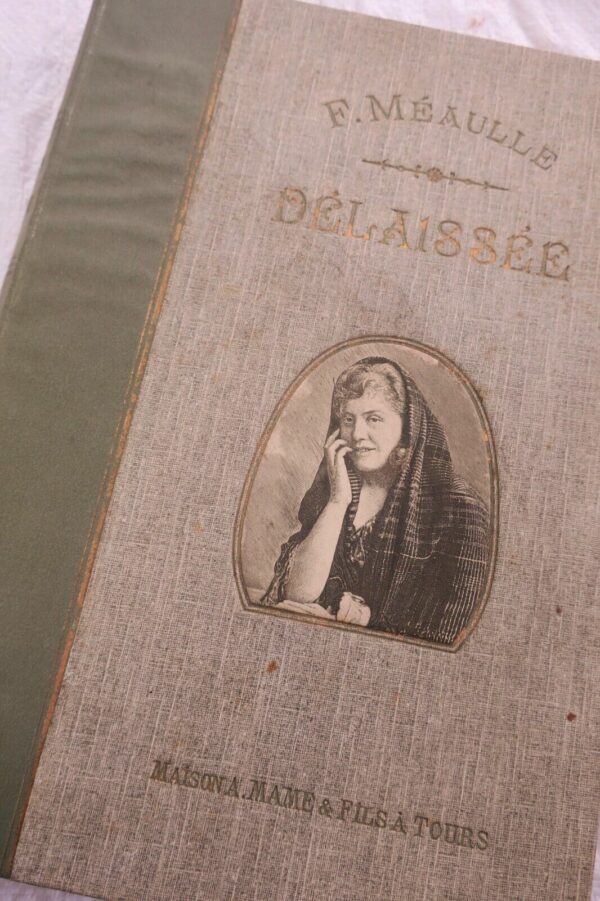 F. MÉAULLE
DÉLAISSÉE
MAISON A. MAME & FILS À TOURS